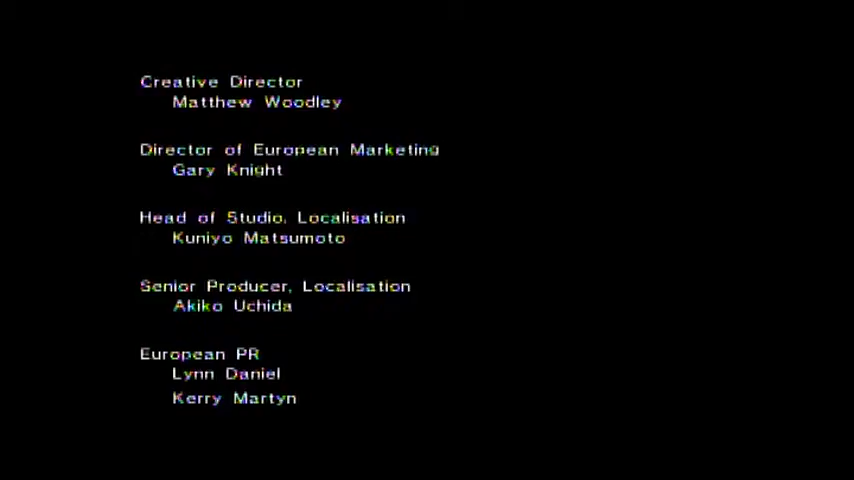 Creative Director
Matthew Woodley
Director of European Marketing
Gary Knight
Head of Studio, Localisation
Kuniyo Matsumoto
Senior Producer, Localisation
Akiko Uchida
European PR
Lynn Daniel
Kerry Martyn